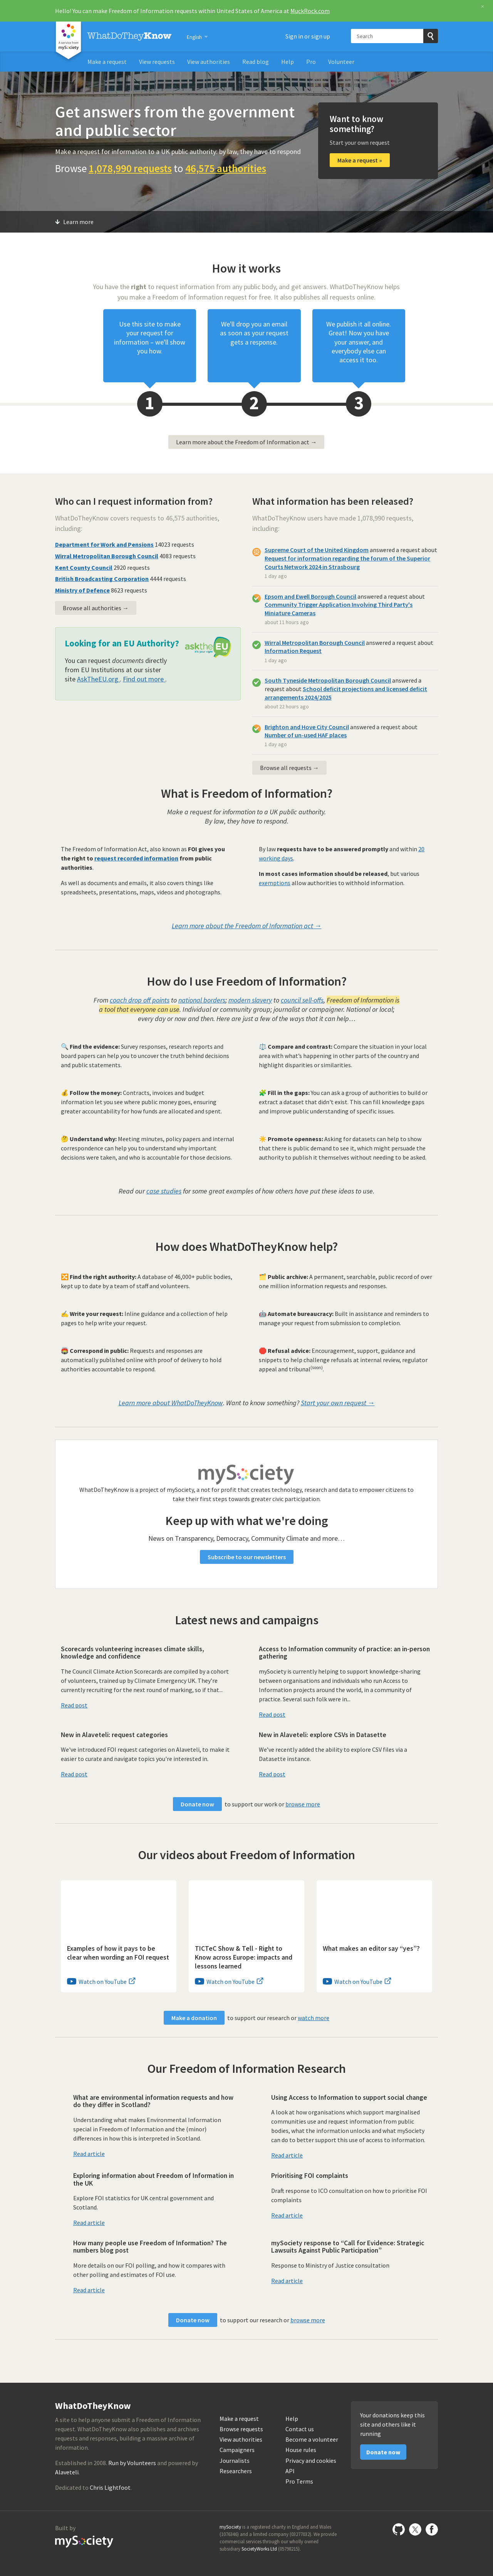 Hello! You can make Freedom of Information requests within United States of America at MuckRock.com
WhatDoTheyKnow
English
Sign in or sign up
Search
Make a request
View requests
View authorities
Read blog
Help
Pro
Volunteer
Get answers from the government
and public sector
Make a request for information to a UK public authority: by law, they have to respond
Browse 1,078,990 requests to 46,575 authorities
Want to know
something?
Start your own request
Make a request »
Learn more
How it works
You have the right to request information from any public body, and get answers. WhatDoTheyKnow helps
you make a Freedom of Information request for free. It also publishes all requests online.
Use this site to make
your request for
information – we'll show
you how.
We'll drop you an email
as soon as your request
gets a response.
We publish it all online.
Great! Now you have
your answer, and
everybody else can
access it too.
1
2
3
Learn more about the Freedom of Information act →
Who can I request information from?
WhatDoTheyKnow covers requests to 46,575 authorities,
including:
Department for Work and Pensions 14023 requests
Wirral Metropolitan Borough Council 4083 requests
Kent County Council 2920 requests
British Broadcasting Corporation 4444 requests
Ministry of Defence 8623 requests
Browse all authorities →
Looking for an EU Authority?
asktheEU
You can request documents directly
from EU Institutions at our sister
site AskTheEU.org . Find out more .
What information has been released?
WhatDoTheyKnow users have made 1,078,990 requests,
including:
Supreme Court of the United Kingdom answered a request about
Request for information regarding the forum of the Superior
Courts Network 2024 in Strasbourg
1 day ago
Epsom and Ewell Borough Council answered a request about
Community Trigger Application Involving Third Party's
Miniature Cameras
about 11 hours ago
Wirral Metropolitan Borough Council answered a request about
Information Request
1 day ago
South Tyneside Metropolitan Borough Council answered a
request about School deficit projections and licensed deficit
arrangements 2024/2025
about 22 hours ago
Brighton and Hove City Council answered a request about
Number of un-used HAF places
1 day ago
Browse all requests →
What is Freedom of Information?
Make a request for information to a UK public authority.
By law, they have to respond.
The Freedom of Information Act, also known as FOI gives you
the right to request recorded information from public
authorities.
As well as documents and emails, it also covers things like
spreadsheets, presentations, maps, videos and photographs.
By law requests have to be answered promptly and within 20
working days.
In most cases information should be released, but various
exemptions allow authorities to withhold information.
Learn more about the Freedom of Information act →
How do I use Freedom of Information?
From coach drop off points to national borders; modern slavery to council sell-offs, Freedom of Information is
a tool that everyone can use. Individual or community group; journalist or campaigner. National or local;
every day or now and then. Here are just a few of the ways that it can help…
🔍 Find the evidence: Survey responses, research reports and
board papers can help you to uncover the truth behind decisions
and public statements.
⚖️ Compare and contrast: Compare the situation in your local
area with what's happening in other parts of the country and
highlight disparities or similarities.
💰 Follow the money: Contracts, invoices and budget
information let you see where public money goes, ensuring
greater accountability for how funds are allocated and spent.
🧩 Fill in the gaps: You can ask a group of authorities to build or
extract a dataset that didn't exist. This can fill knowledge gaps
and improve public understanding of specific issues.
🤔 Understand why: Meeting minutes, policy papers and internal
correspondence can help you to understand why important
decisions were taken, and who is accountable for those decisions.
☀️ Promote openness: Asking for datasets can help to show
that there is public demand to see it, which might persuade the
authority to publish it themselves without needing to be asked.
Read our case studies for some great examples of how others have put these ideas to use.
How does WhatDoTheyKnow help?
🔀 Find the right authority: A database of 46,000+ public bodies,
kept up to date by a team of staff and volunteers.
🗂️ Public archive: A permanent, searchable, public record of over
one million information requests and responses.
✍️ Write your request: Inline guidance and a collection of help
pages to help write your request.
🤖 Automate bureaucracy: Built in assistance and reminders to
manage your request from submission to completion.
Correspond in public: Requests and responses are
automatically published online with proof of delivery to hold
authorities accountable to respond.
🛑 Refusal advice: Encouragement, support, guidance and
snippets to help challenge refusals at internal review, regulator
appeal and tribunal[soon].
Learn more about WhatDoTheyKnow. Want to know something? Start your own request →
mySociety
WhatDoTheyKnow is a project of mySociety, a not for profit that creates technology, research and data to empower citizens to
take their first steps towards greater civic participation.
Keep up with what we're doing
News on Transparency, Democracy, Community Climate and more…
Subscribe to our newsletters
Latest news and campaigns
Scorecards volunteering increases climate skills,
knowledge and confidence
The Council Climate Action Scorecards are compiled by a cohort
of volunteers, trained up by Climate Emergency UK. They're
currently recruiting for the next round of marking, so if that...
Read post
Access to Information community of practice: an in-person
gathering
mySociety is currently helping to support knowledge-sharing
between organisations and individuals who run Access to
Information projects around the world, in a community of
practice. Several such folk were in...
Read post
New in Alaveteli: request categories
We've introduced FOI request categories on Alaveteli, to make it
easier to curate and navigate topics you're interested in.
Read post
New in Alaveteli: explore CSVs in Datasette
We've recently added the ability to explore CSV files via a
Datasette instance.
Read post
Donate now to support our work or browse more
Our videos about Freedom of Information
Examples of how it pays to be
clear when wording an FOI request
Watch on YouTube
TICTeC Show & Tell - Right to
Know across Europe: impacts and
lessons learned
Watch on YouTube
What makes an editor say “yes”?
Watch on YouTube
Make a donation to support our research or watch more
Our Freedom of Information Research
What are environmental information requests and how
do they differ in Scotland?
Understanding what makes Environmental Information
special in Freedom of Information and the (minor)
differences in how this is interpreted in Scotland.
Read article
Using Access to Information to support social change
A look at how organisations which support marginalised
communities use and request information from public
bodies, what the information unlocks and what mySociety
can do to better support this use of access to information.
Read article
Exploring information about Freedom of Information in
the UK
Explore FOI statistics for UK central government and
Scotland.
Read article
Prioritising FOI complaints
Draft response to ICO consultation on how to prioritise FOI
complaints
Read article
How many people use Freedom of Information? The
numbers blog post
More details on our FOI polling, and how it compares with
other polling and estimates of FOI use.
Read article
mySociety response to “Call for Evidence: Strategic
Lawsuits Against Public Participation”
Response to Ministry of Justice consultation
Read article
Donate now to support our research or browse more
WhatDoTheyKnow
A site to help anyone submit a Freedom of Information
request. WhatDoTheyKnow also publishes and archives
requests and responses, building a massive archive of
information.
Established in 2008. Run by Volunteers and powered by
Alaveteli.
Dedicated to Chris Lightfoot.
Make a request
Browse requests
View authorities
Campaigners
Journalists
Researchers
Help
Contact us
Become a volunteer
House rules
Privacy and cookies
API
Pro Terms
Your donations keep this
site and others like it
running
Donate now
Built by
mySociety
mySociety is a registered charity in England and Wales
(1076346) and a limited company (03277032). We provide
commercial services through our wholly owned
subsidiary SocietyWorks Ltd (05798215).